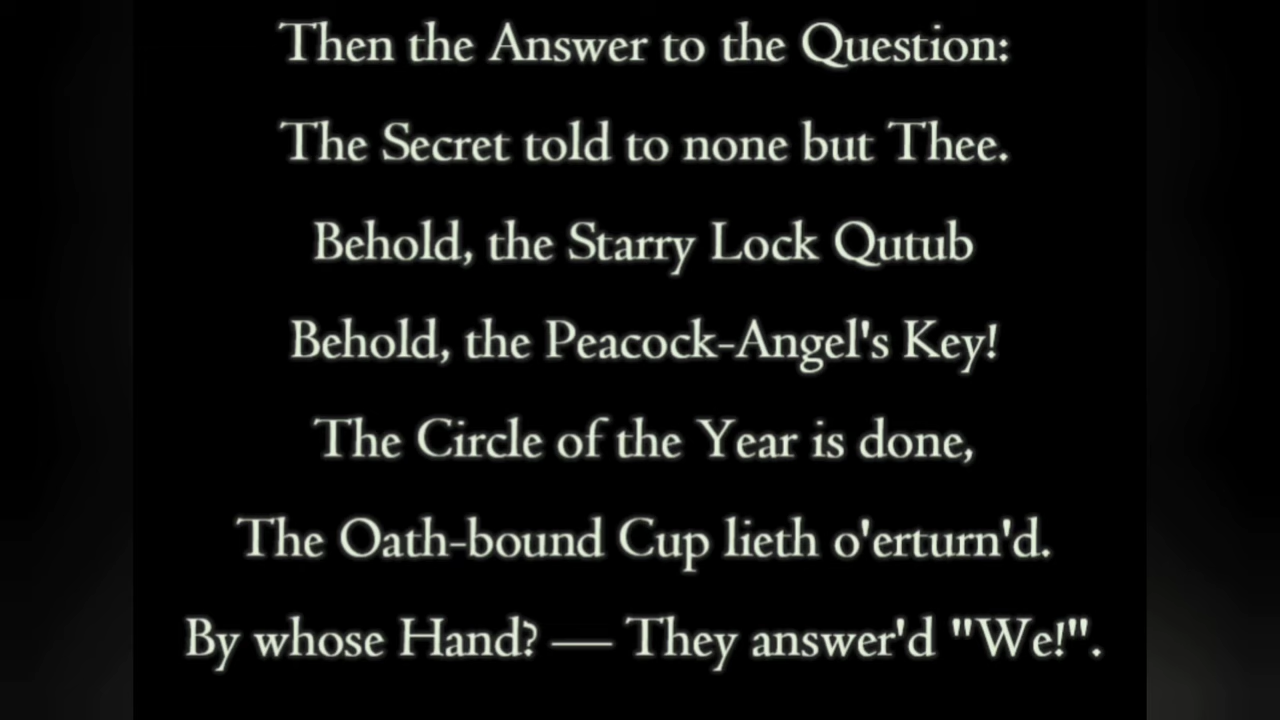 Then the Answer to the Question:
The Secret told to none but Thee.
Behold, the Starry Lock Qutub
Behold, the Peacock-Angel's Key!
The Circle of the Year is done,
The Oath-bound Cup lieth o'erturn'd.
By whose Hand? — They answer'd "We!".